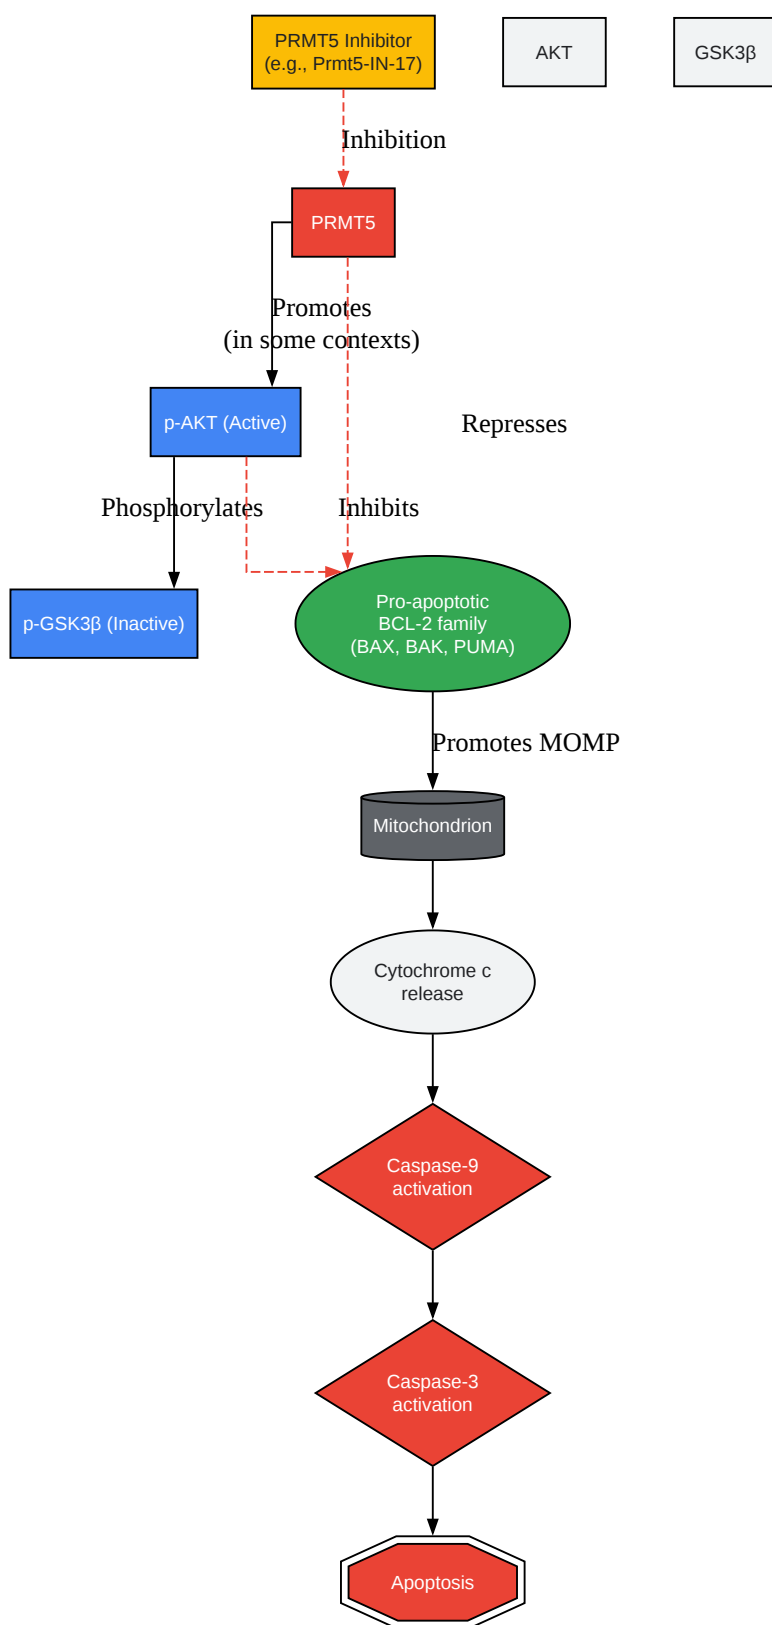 PRMT5 Inhibitor
(e.g., Prmt5-IN-17)
AKT
GSK3β
Inhibition
PRMT5
Promotes
(in some contexts)
p-AKT (Active)
Represses
Phosphorylates
Inhibits
p-GSK3β (Inactive)
Pro-apoptotic
BCL-2 family
(BAX, BAK, PUMA)
Promotes MOMP
Mitochondrion
Cytochrome c
release
Caspase-9
activation
Caspase-3
activation
Apoptosis